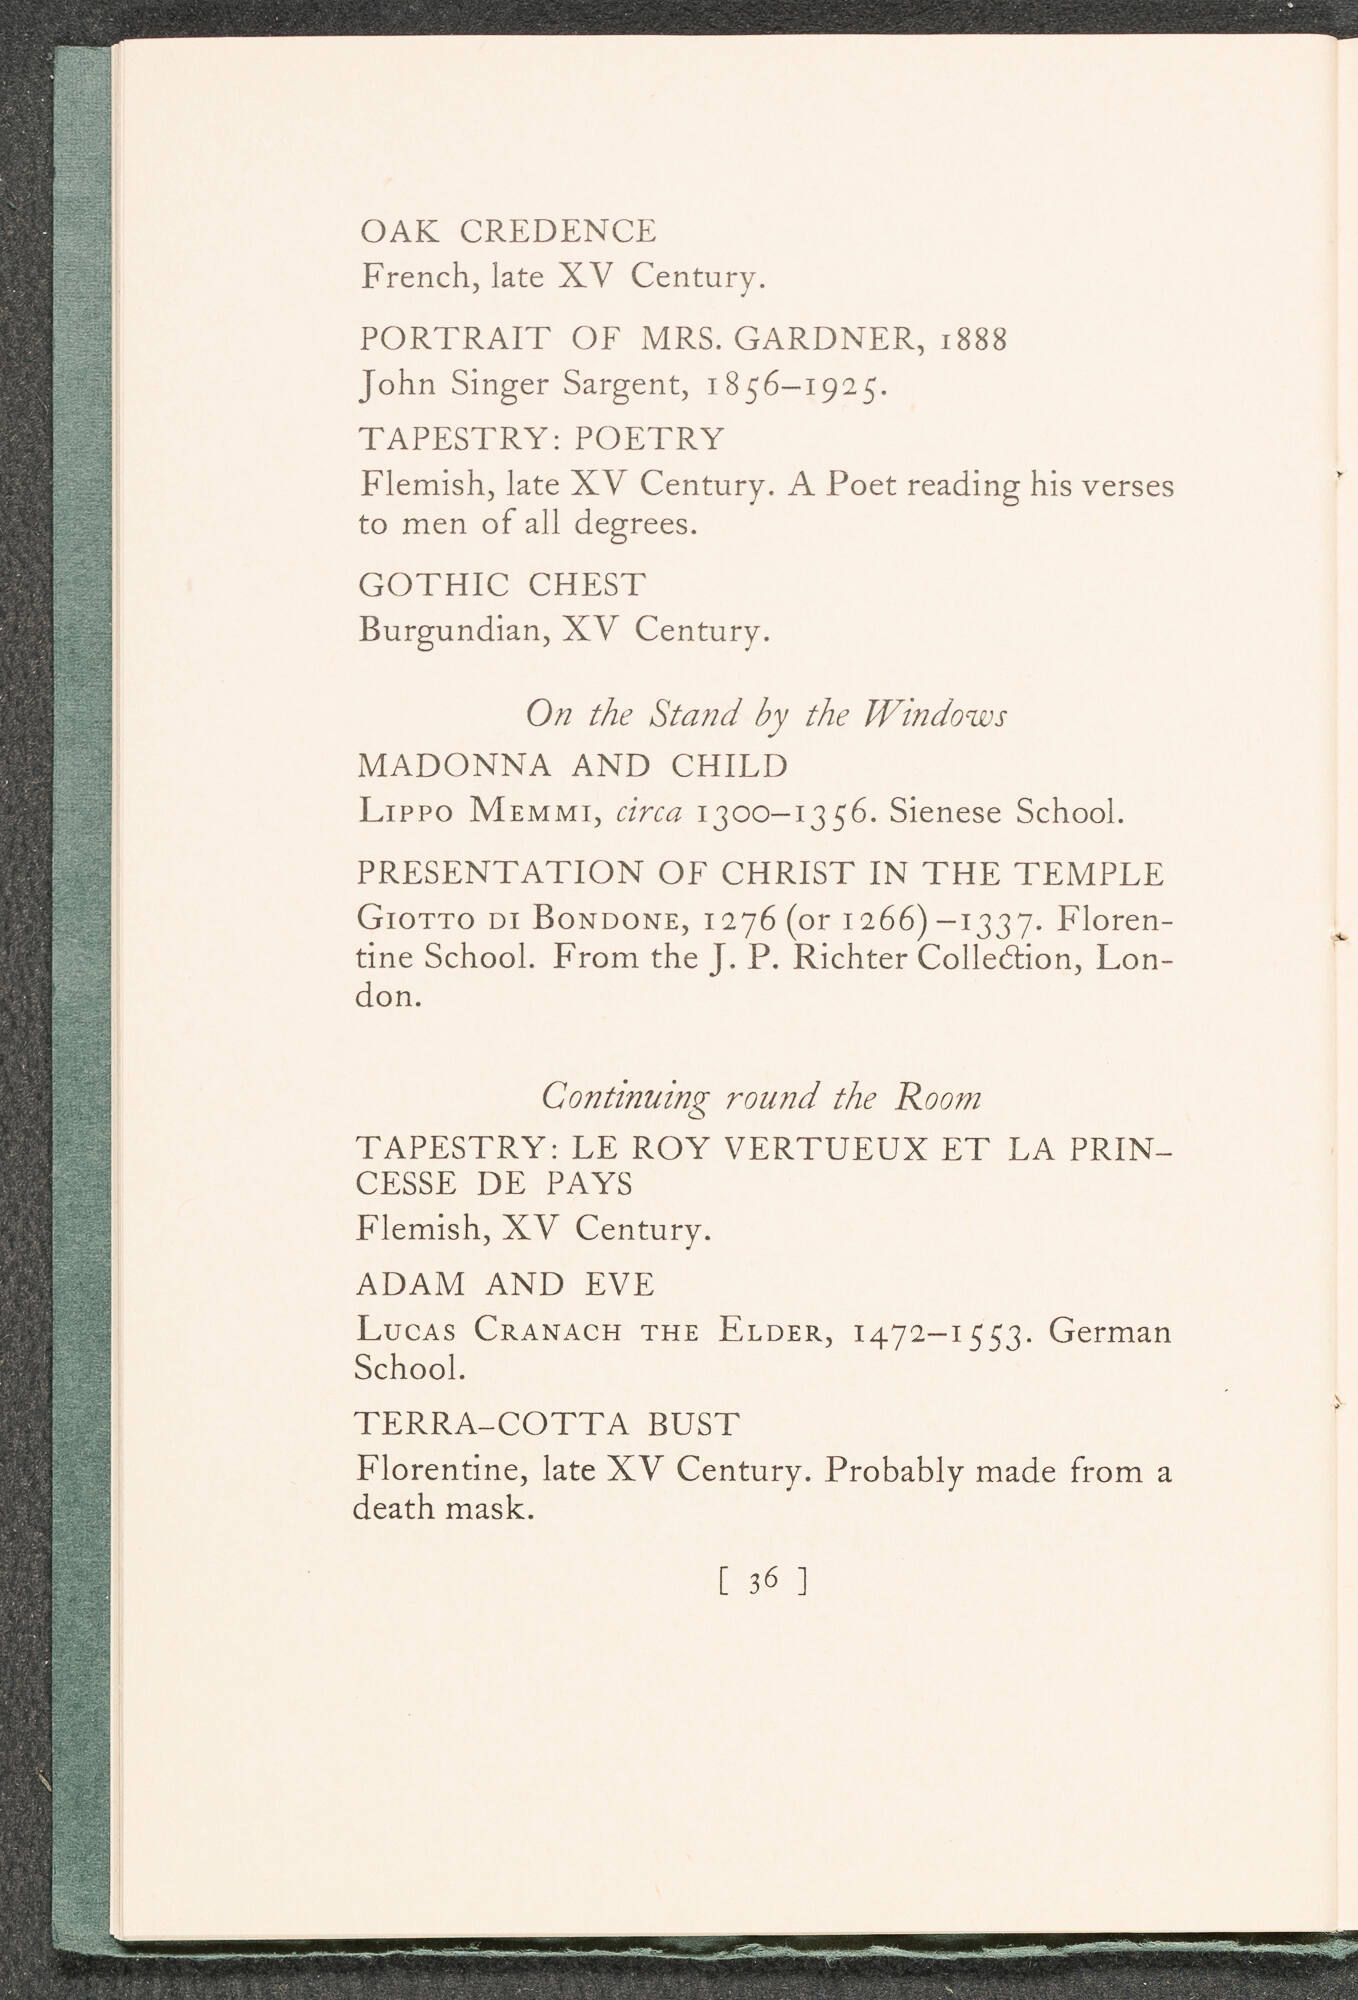 OAK CREDENCE
French, late XV Century.
PORTRAIT OF MRS. GARDNER, 1888
John Singer Sargent, 1856–1925.
TAPESTRY: POETRY
Flemish, late XV Century. A Poet reading his verses
to men of all degrees.
GOTHIC CHEST
Burgundian, XV Century.
On the Stand by the Windows
MADONNA AND CHILD
Lippo Memmi, circa 1300–1356. Sienese School.
PRESENTATION OF CHRIST IN THE TEMPLE
Giotto di Bondone, 1276 (or 1266)–1337. Floren-
tine School. From the J. P. Richter Collection, Lon-
don.
Continuing round the Room
TAPESTRY: LE ROY VERTUEUX ET LA PRIN-
CESSE DE PAYS
Flemish, XV Century.
ADAM AND EVE
Lucas Cranach the Elder, 1472–1553. German
School.
TERRA-COTTA BUST
Florentine, late XV Century. Probably made from a
death mask.
[ 36 ]